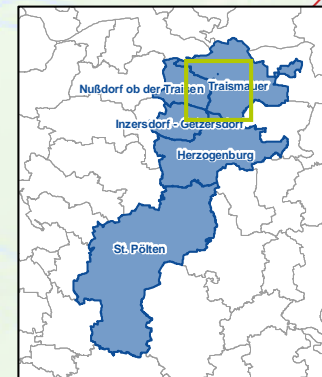 Nußdorf ob der Traisen
Traismauer
Inzersdorf - Getzersdorf
Herzogenburg
St. Pölten